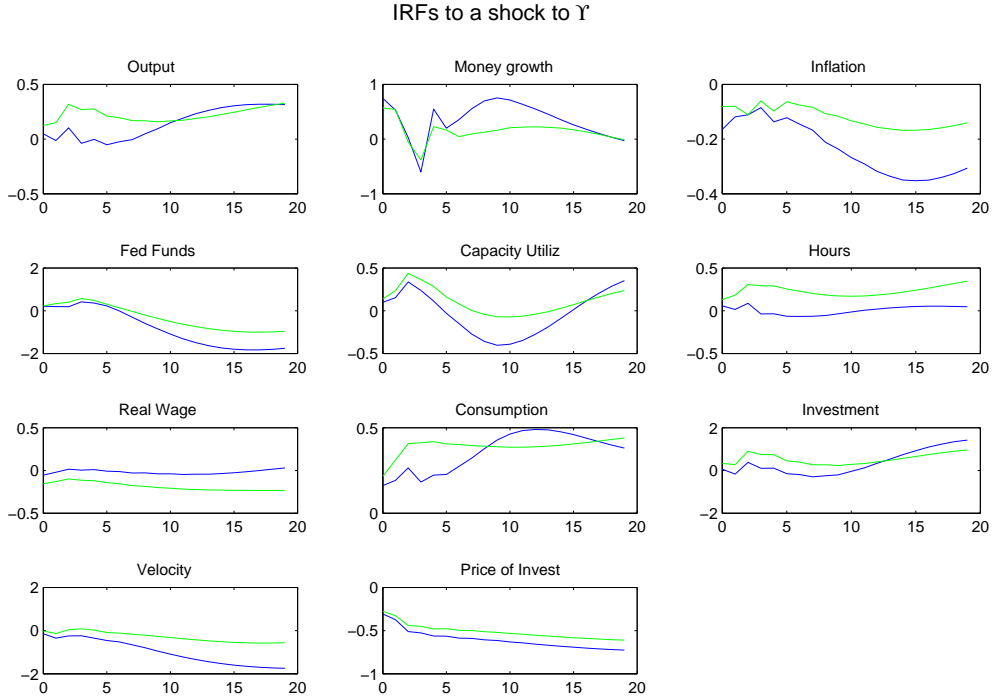 IRFs to a shock to ϒ
Output
0.5
0
−0.5
0 5 10 15 20
Money growth
1
0
−1
0 5 10 15 20
Inflation
0
−0.2
−0.4
0 5 10 15 20
Fed Funds
2
0
−2
0 5 10 15 20
Capacity Utiliz
0.5
0
−0.5
0 5 10 15 20
Hours
0.5
0
−0.5
0 5 10 15 20
Real Wage
0.5
0
−0.5
0 5 10 15 20
Consumption
0.5
0
0 5 10 15 20
Investment
2
0
−2
0 5 10 15 20
Velocity
2
0
−2
0 5 10 15 20
Price of Invest
0
−0.5
−1
0 5 10 15 20